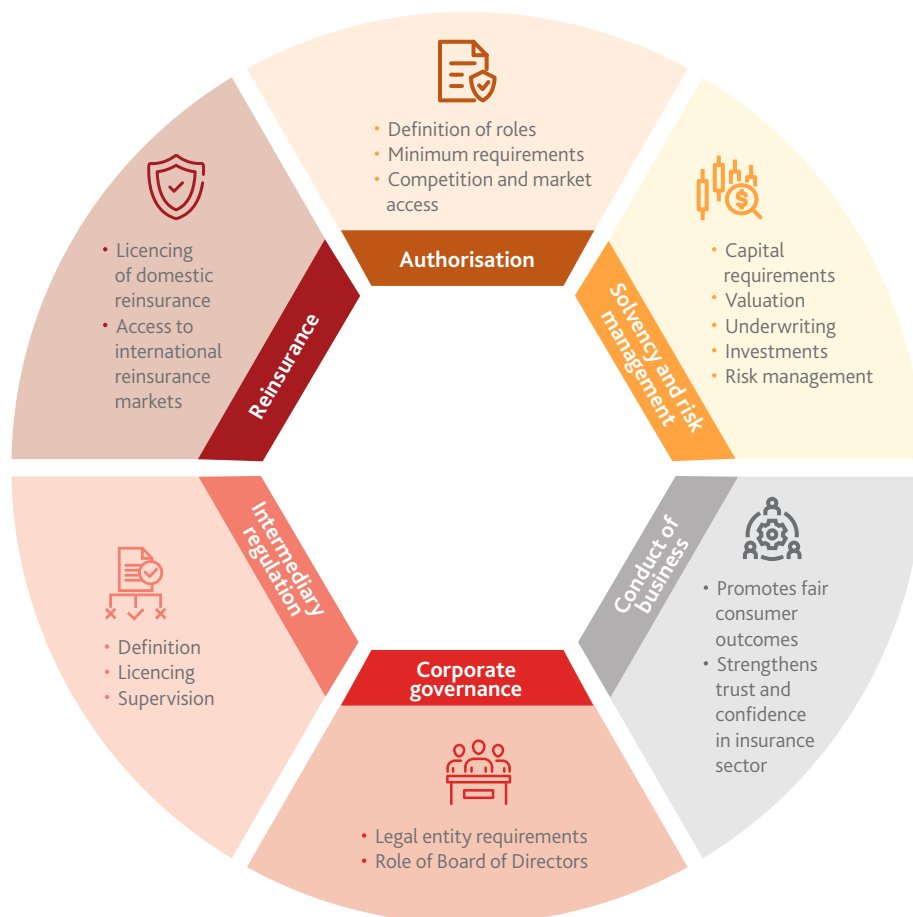 Definition of roles
Minimum requirements
Competition and market
access
Authorisation
Capital
requirements
Valuation
Underwriting
Investments
Risk management
Solvency and risk
management
Promotes fair
consumer
outcomes
Strengthens
trust and
confidence
in insurance
sector
Conduct of
business
Corporate
governance
Legal entity requirements
Role of Board of Directors
Intermediary
regulation
Definition
Licencing
Supervision
Licencing
of domestic
reinsurance
Access to
international
reinsurance
markets
Reinsurance